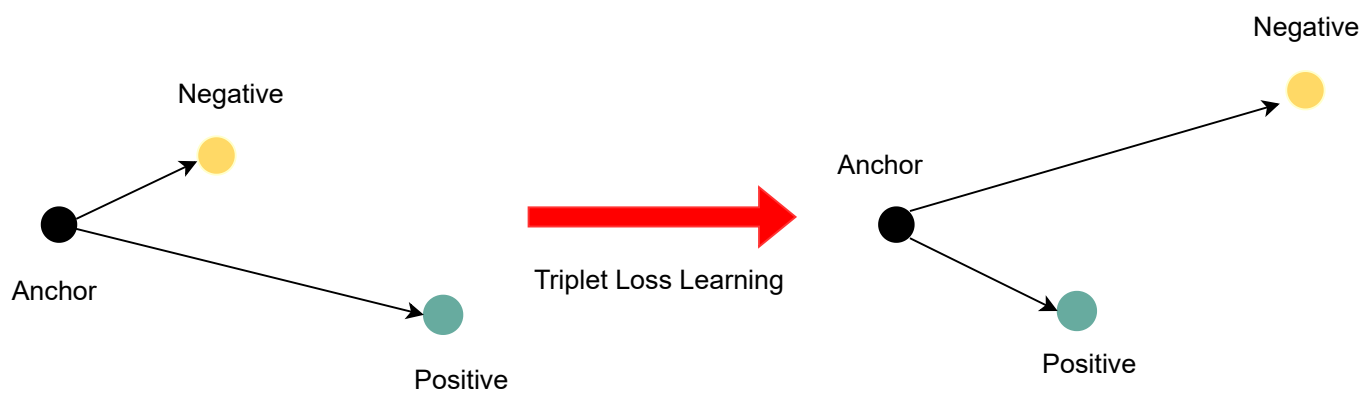 Negative
Anchor
Positive
Triplet Loss Learning
Negative
Anchor
Positive